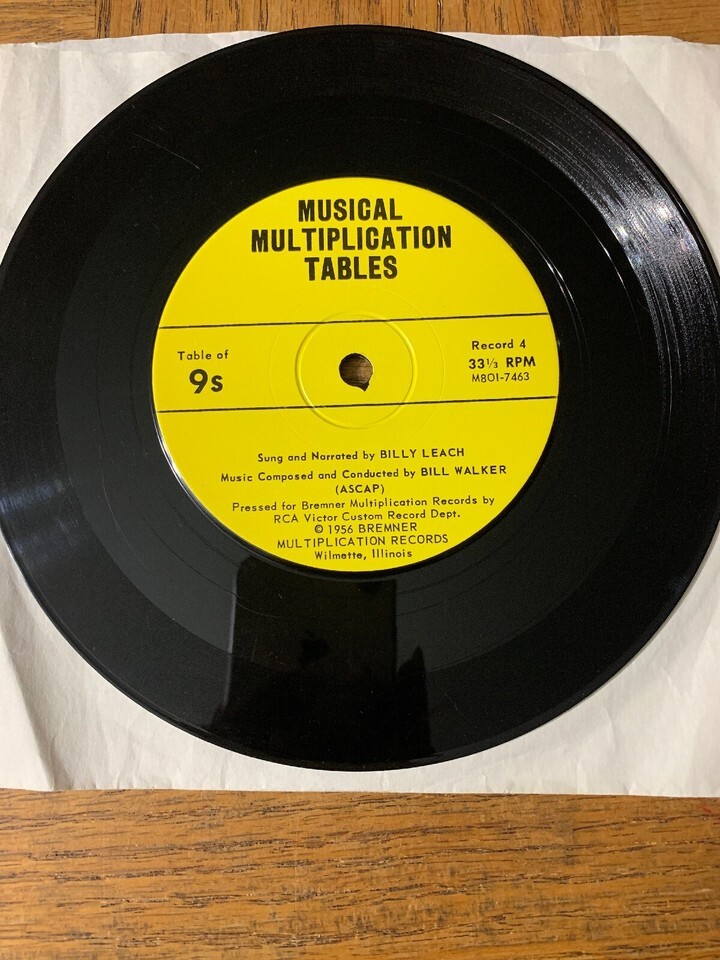 MUSICAL
MULTIPLICATION
TABLES
Table of
9s
Record 4
33⅓ RPM
M8OI-7463
Sung and Narrated by BILLY LEACH
Music Composed and Conducted by BILL WALKER
(ASCAP)
Pressed for Bremner Multiplication Records by
RCA Victor Custom Record Dept.
© 1956 BREMNER
MULTIPLICATION RECORDS
Wilmette, Illinois